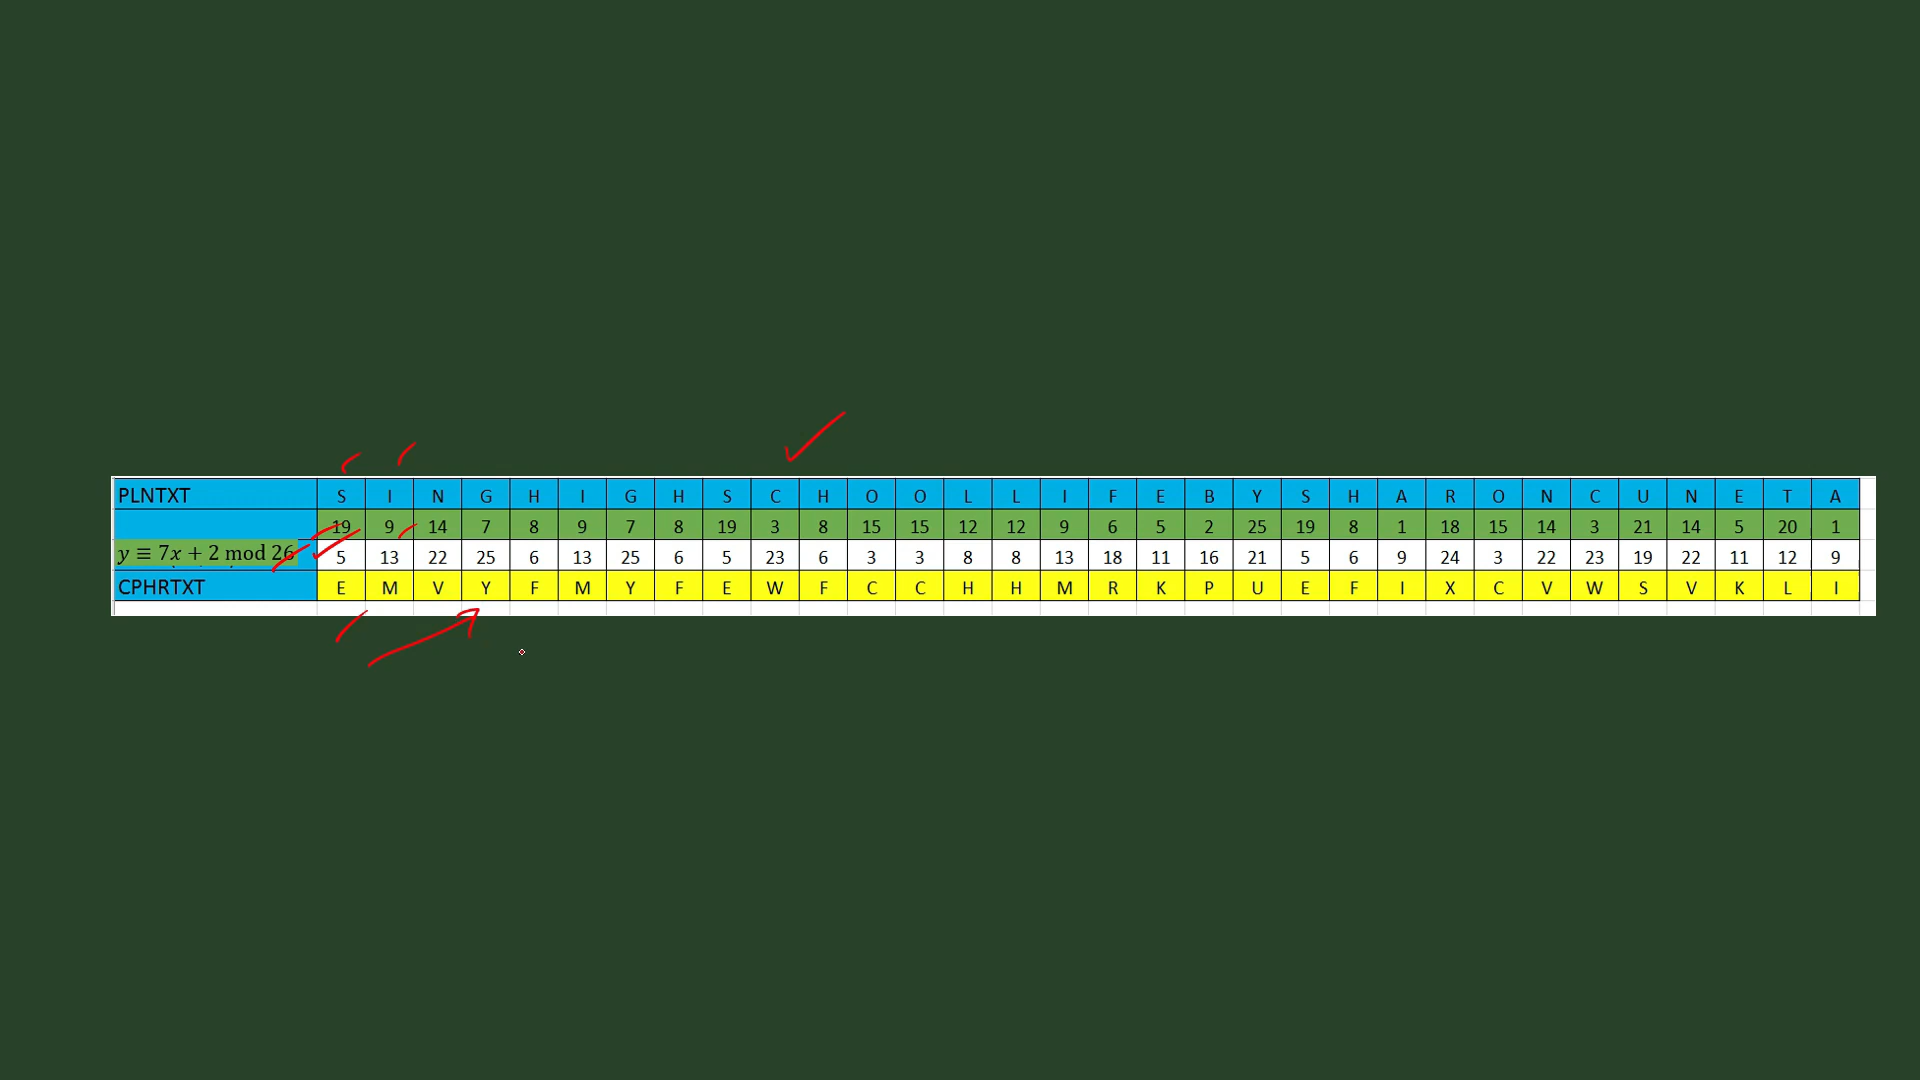 PLNTXT S I N G H I G H S C H O O L L I F E B Y S H A R O N C U N E T A
19 9 14 7 8 9 7 8 19 3 8 15 15 12 12 9 6 5 2 25 19 8 1 18 15 14 3 21 14 5 20 1
y ≡ 7x + 2 mod 26 5 13 22 25 6 13 25 6 5 23 6 3 3 8 8 13 18 11 16 21 5 6 9 24 3 22 23 19 22 11 12 9
CPHRTXT E M V Y F M Y F E W F C C H H M R K P U E F I X C V W S V K L I